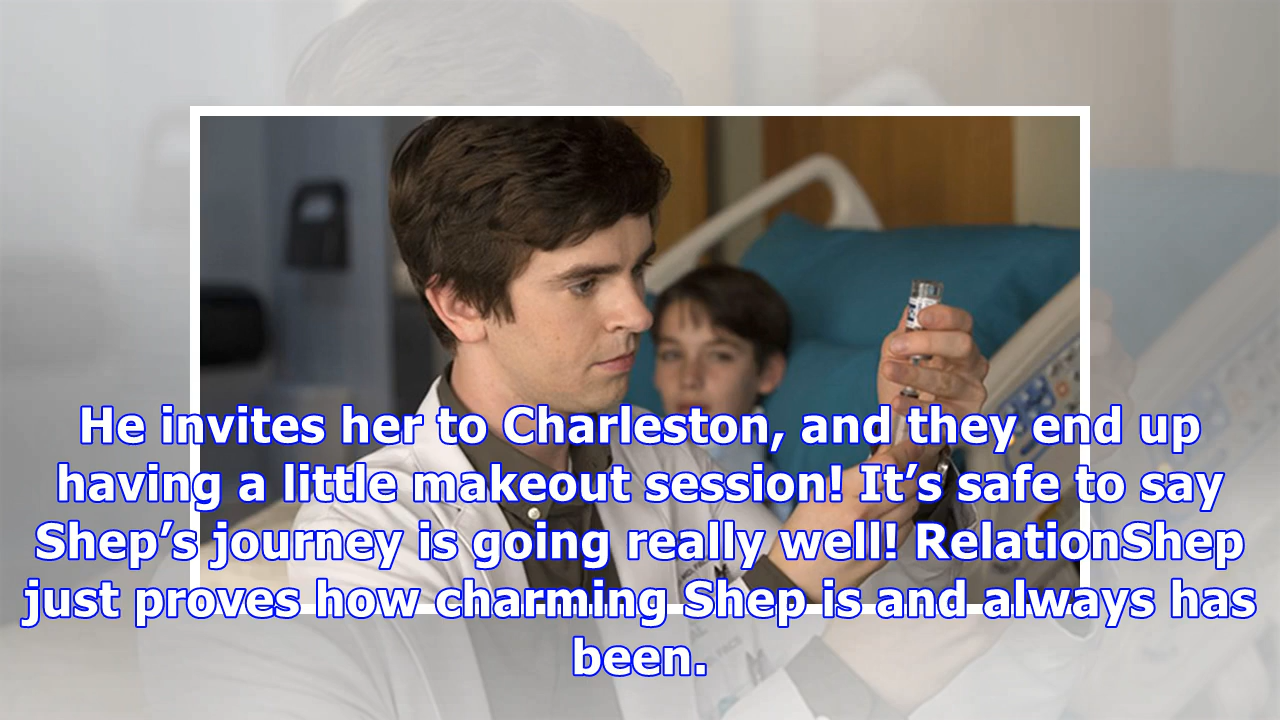 He invites her to Charleston, and they end up
having a little makeout session! It’s safe to say
Shep’s journey is going really well! RelationShep
just proves how charming Shep is and always has
been.